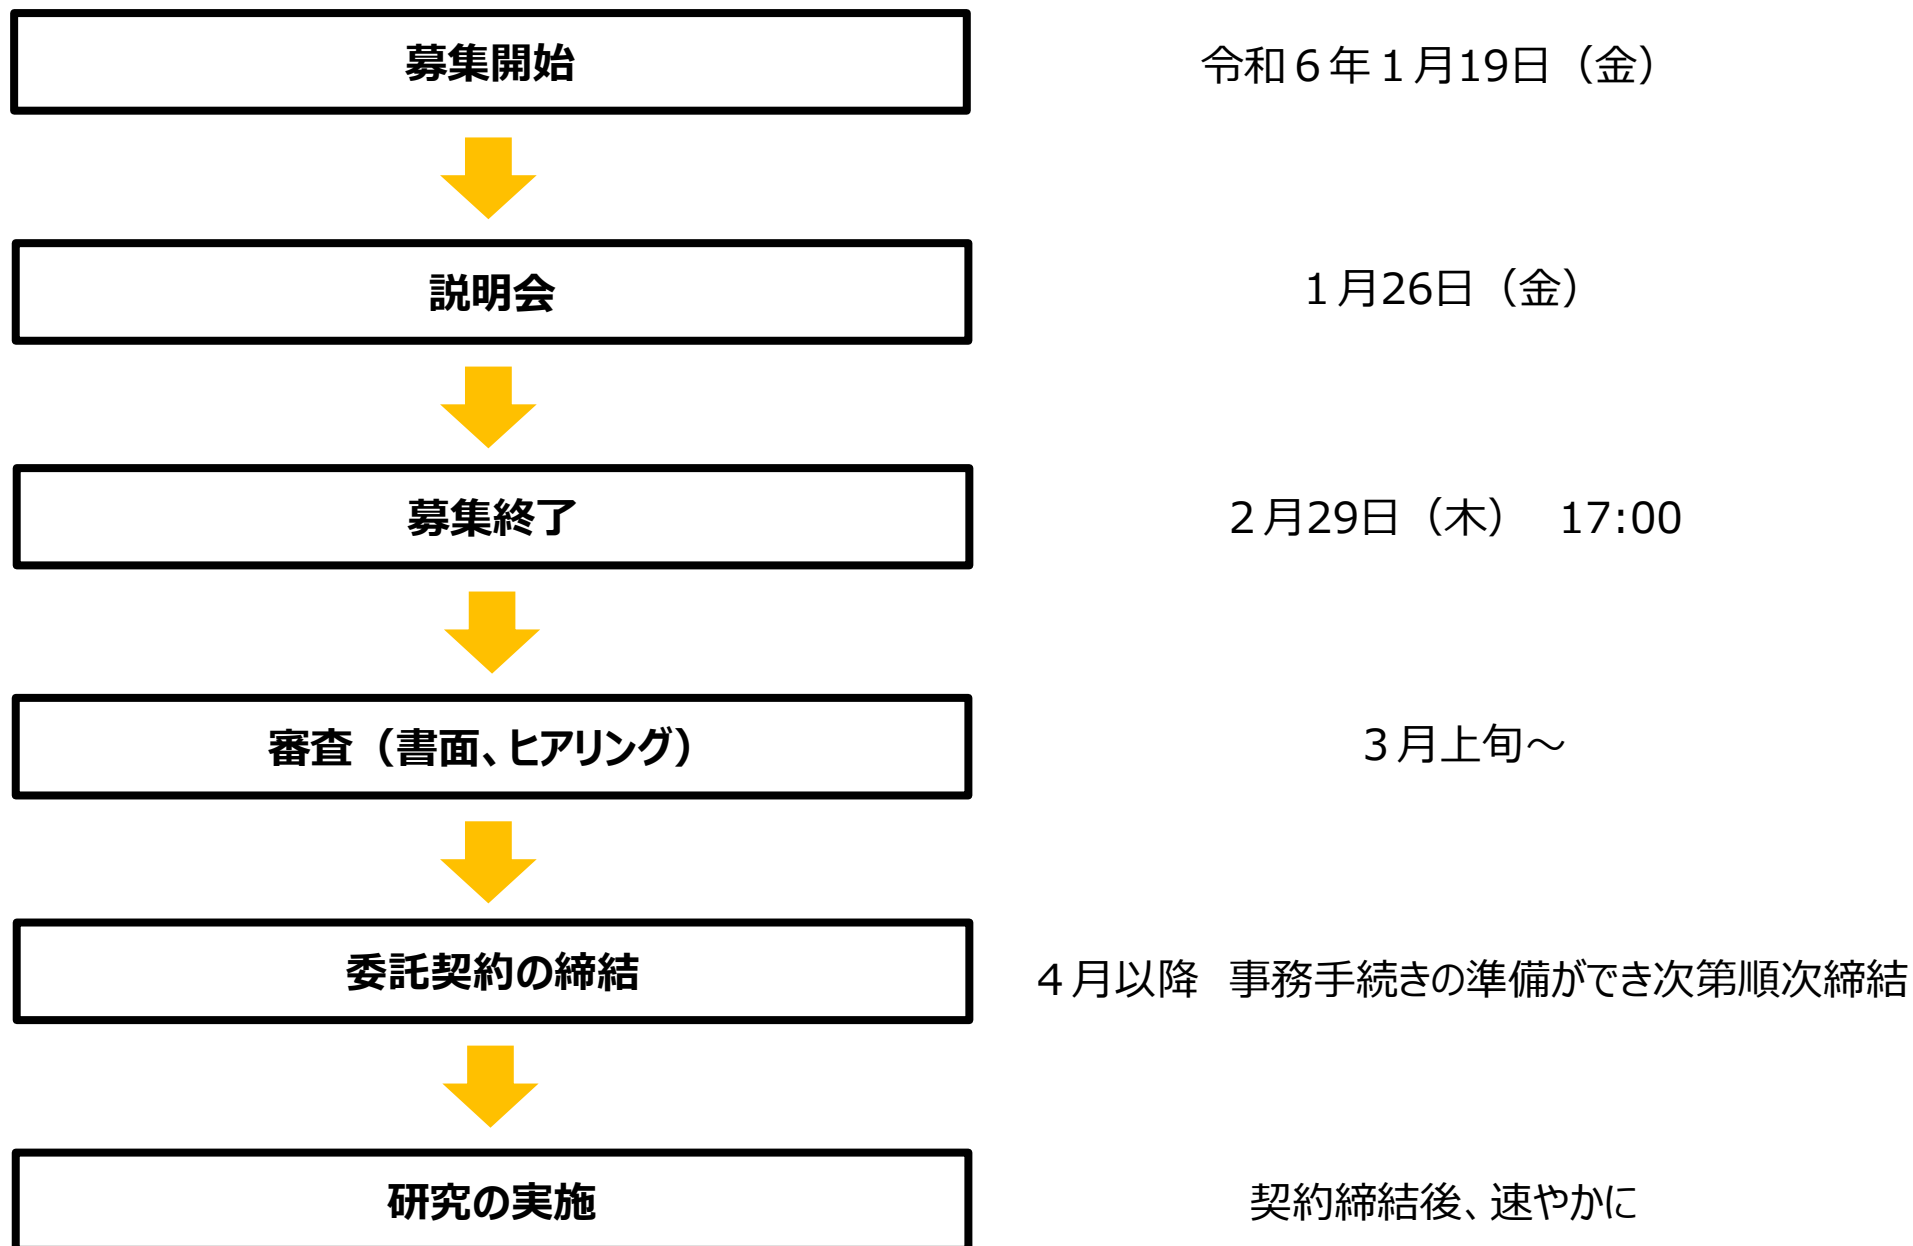 募集開始
令和６年１月19日（金）
説明会
１月26日（金）
募集終了
２月29日（木）　17:00
審査（書面、ヒアリング）
３月上旬～
委託契約の締結
４月以降　事務手続きの準備ができ次第順次締結
研究の実施
契約締結後、速やかに